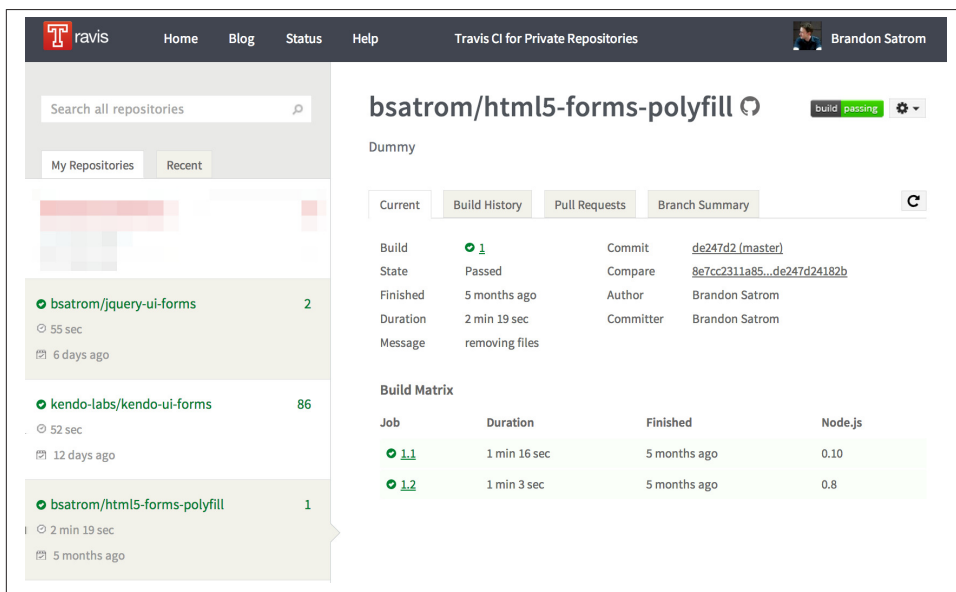 Travis Home Blog Status Help Travis CI for Private Repositories Brandon Satrom
Search all repositories
My Repositories Recent
bsatrom/jquery-ui-forms 2
55 sec
6 days ago
kendo-labs/kendo-ui-forms 86
52 sec
12 days ago
bsatrom/html5-forms-polyfill 1
2 min 19 sec
5 months ago
bsatrom/html5-forms-polyfill build passing
Dummy
Current Build History Pull Requests Branch Summary
Build 1 Commit de247d2 (master)
State Passed Compare 8e7cc2311a85...de247d24182b
Finished 5 months ago Author Brandon Satrom
Duration 2 min 19 sec Committer Brandon Satrom
Message removing files
Build Matrix
Job Duration Finished Node.js
1.1 1 min 16 sec 5 months ago 0.10
1.2 1 min 3 sec 5 months ago 0.8